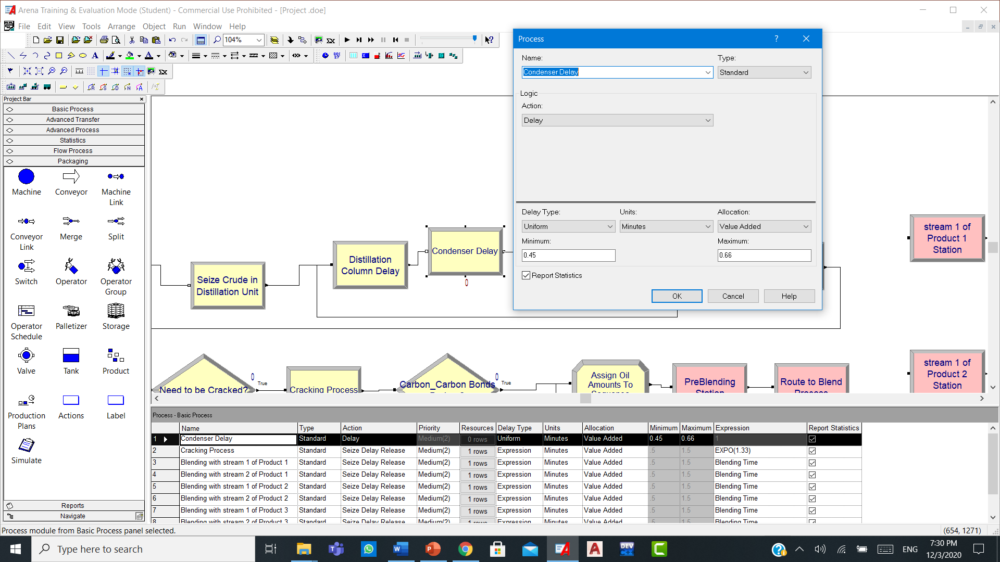 Arena Training & Evaluation Mode (Student) - Commercial Use Prohibited - [Project .doe]
File Edit View Tools Arrange Object Run Window Help
104%
Project Bar
Basic Process
Advanced Transfer
Advanced Process
Statistics
Flow Process
Packaging
Machine
Conveyor
Machine Link
Conveyor Link
Merge
Split
Switch
Operator
Operator Group
Operator Schedule
Palletizer
Storage
Valve
Tank
Product
Production Plans
Actions
Label
Simulate
Reports
Navigate
Seize Crude in
Distillation Unit
Distillation
Column Delay
Condenser Delay
0
Process
?
Name:
Type:
Condenser Delay
Standard
Logic
Action:
Delay
Delay Type:
Units:
Allocation:
Uniform
Minutes
Value Added
Minimum:
Maximum:
0.45
0.66
Report Statistics
OK
Cancel
Help
stream 1 of
Product 1
Station
Need to be Cracked?
0
True
Cracking Process
Carbon_Carbon Bonds
0
True
Assign Oil
Amounts To
PreBlending
Station
Route to Blend
Process
stream 1 of
Product 2
Station
Process - Basic Process
Name Type Action Priority Resources Delay Type Units Allocation Minimum Maximum Expression Report Statistics
1 Condenser Delay Standard Delay Medium(2) 0 rows Uniform Minutes Value Added 0.45 0.66 1
2 Cracking Process Standard Seize Delay Release Medium(2) 1 rows Expression Minutes Value Added .5 1.5 EXPO(1.33)
3 Blending with stream 1 of Product 1 Standard Seize Delay Release Medium(2) 1 rows Expression Minutes Value Added .5 1.5 Blending Time
4 Blending with stream 2 of Product 1 Standard Seize Delay Release Medium(2) 1 rows Expression Minutes Value Added .5 1.5 Blending Time
5 Blending with stream 1 of Product 2 Standard Seize Delay Release Medium(2) 1 rows Expression Minutes Value Added .5 1.5 Blending Time
6 Blending with stream 2 of Product 2 Standard Seize Delay Release Medium(2) 1 rows Expression Minutes Value Added .5 1.5 Blending Time
7 Blending with stream 1 of Product 3 Standard Seize Delay Release Medium(2) 1 rows Expression Minutes Value Added .5 1.5 Blending Time
8 Blending with stream 2 of Product 3 Standard Seize Delay Release Medium(2) 1 rows Expression Minutes Value Added .5 1.5 Blending Time
Process module from Basic Process panel selected.
(654, 1271)
Type here to search
ENG
7:30 PM
12/3/2020